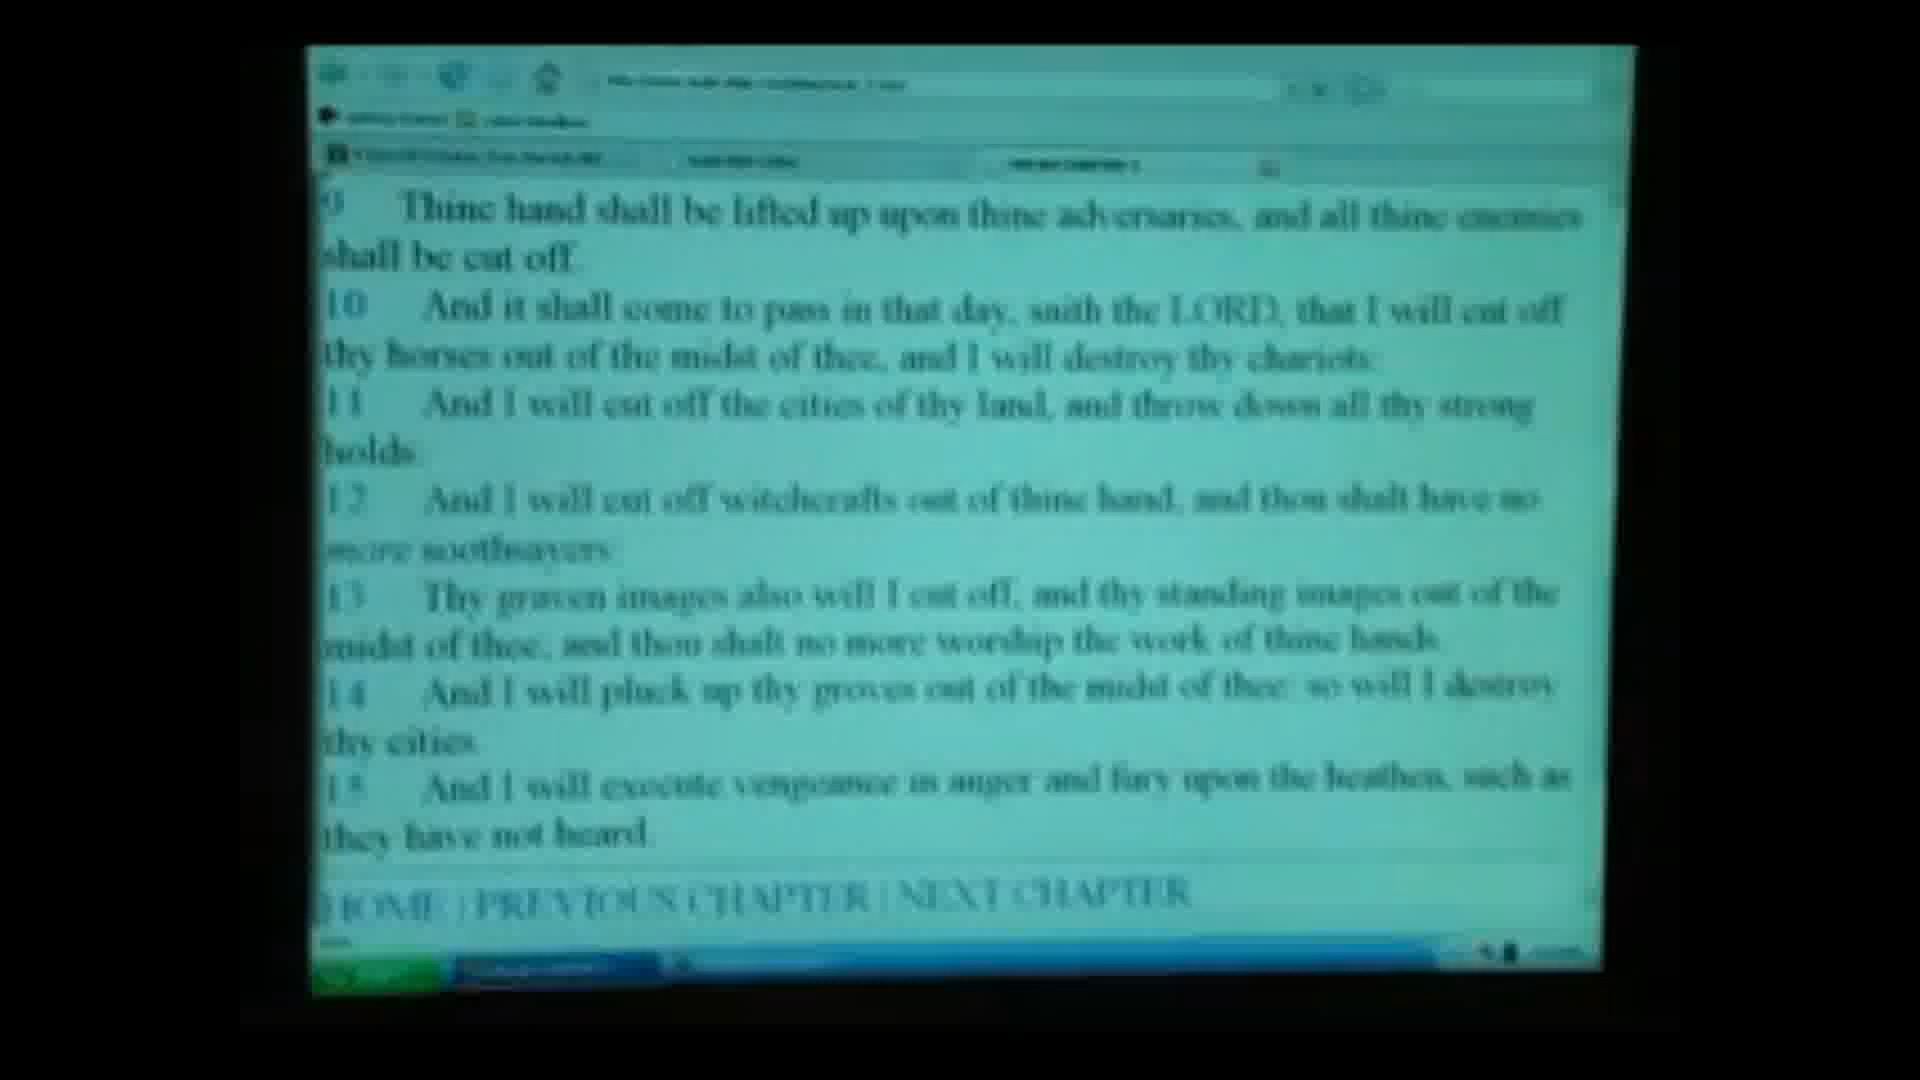 9 Thine hand shall be lifted up upon thine adversaries, and all thine enemies
shall be cut off.
10 And it shall come to pass in that day, saith the LORD, that I will cut off
thy horses out of the midst of thee, and I will destroy thy chariots:
11 And I will cut off the cities of thy land, and throw down all thy strong
holds:
12 And I will cut off witchcrafts out of thine hand; and thou shalt have no
more soothsayers:
13 Thy graven images also will I cut off, and thy standing images out of the
midst of thee; and thou shalt no more worship the work of thine hands.
14 And I will pluck up thy groves out of the midst of thee: so will I destroy
thy cities.
15 And I will execute vengeance in anger and fury upon the heathen, such as
they have not heard.
HOME | PREVIOUS CHAPTER | NEXT CHAPTER